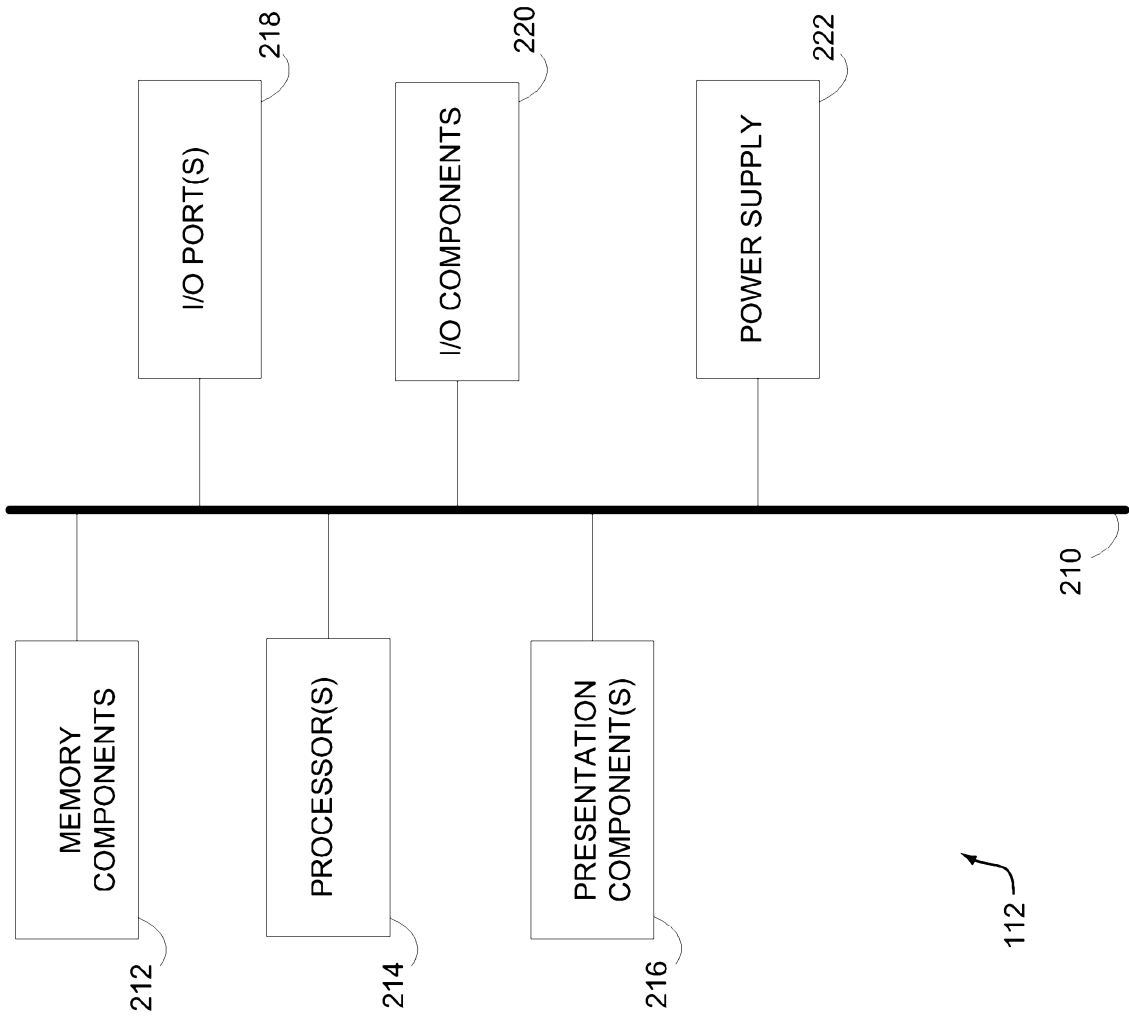 MEMORY
COMPONENTS
212
PROCESSOR(S)
214
PRESENTATION
COMPONENT(S)
216
I/O PORT(S)
218
I/O COMPONENTS
220
POWER SUPPLY
222
210
112